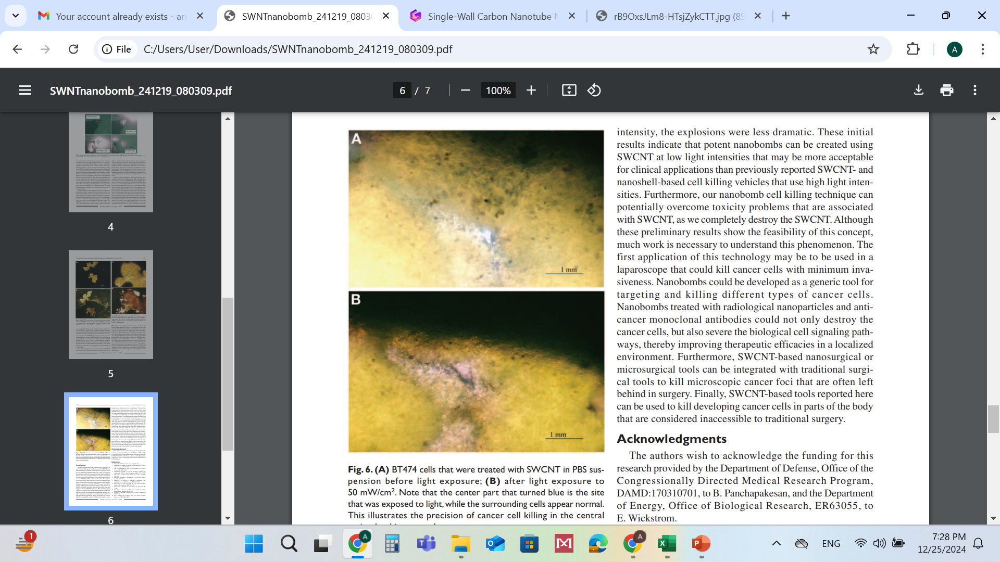 Your account already exists - are
SWNTnanobomb_241219_0803
Single-Wall Carbon Nanotube N
rB9OxsJLm8-HTsjZykCTT.jpg (89
File
C:/Users/User/Downloads/SWNTnanobomb_241219_080309.pdf
A
SWNTnanobomb_241219_080309.pdf
6 / 7
100%
4
5
6
A
1 mm
B
1 mm
Fig. 6. (A) BT474 cells that were treated with SWCNT in PBS sus-
pension before light exposure; (B) after light exposure to
50 mW/cm². Note that the center part that turned blue is the site
that was exposed to light, while the surrounding cells appear normal.
This illustrates the precision of cancer cell killing in the central
intensity, the explosions were less dramatic. These initial
results indicate that potent nanobombs can be created using
SWCNT at low light intensities that may be more acceptable
for clinical applications than previously reported SWCNT- and
nanoshell-based cell killing vehicles that use high light inten-
sities. Furthermore, our nanobomb cell killing technique can
potentially overcome toxicity problems that are associated
with SWCNT, as we completely destroy the SWCNT. Although
these preliminary results show the feasibility of this concept,
much work is necessary to understand this phenomenon. The
first application of this technology may be to be used in a
laparoscope that could kill cancer cells with minimum inva-
siveness. Nanobombs could be developed as a generic tool for
targeting and killing different types of cancer cells.
Nanobombs treated with radiological nanoparticles and anti-
cancer monoclonal antibodies could not only destroy the
cancer cells, but also severe the biological cell signaling path-
ways, thereby improving therapeutic efficacies in a localized
environment. Furthermore, SWCNT-based nanosurgical or
microsurgical tools can be integrated with traditional surgi-
cal tools to kill microscopic cancer foci that are often left
behind in surgery. Finally, SWCNT-based tools reported here
can be used to kill developing cancer cells in parts of the body
that are considered inaccessible to traditional surgery.
Acknowledgments
The authors wish to acknowledge the funding for this
research provided by the Department of Defense, Office of the
Congressionally Directed Medical Research Program,
DAMD:170310701, to B. Panchapakesan, and the Department
of Energy, Office of Biological Research, ER63055, to
E. Wickstrom.
1
ENG
7:28 PM
12/25/2024